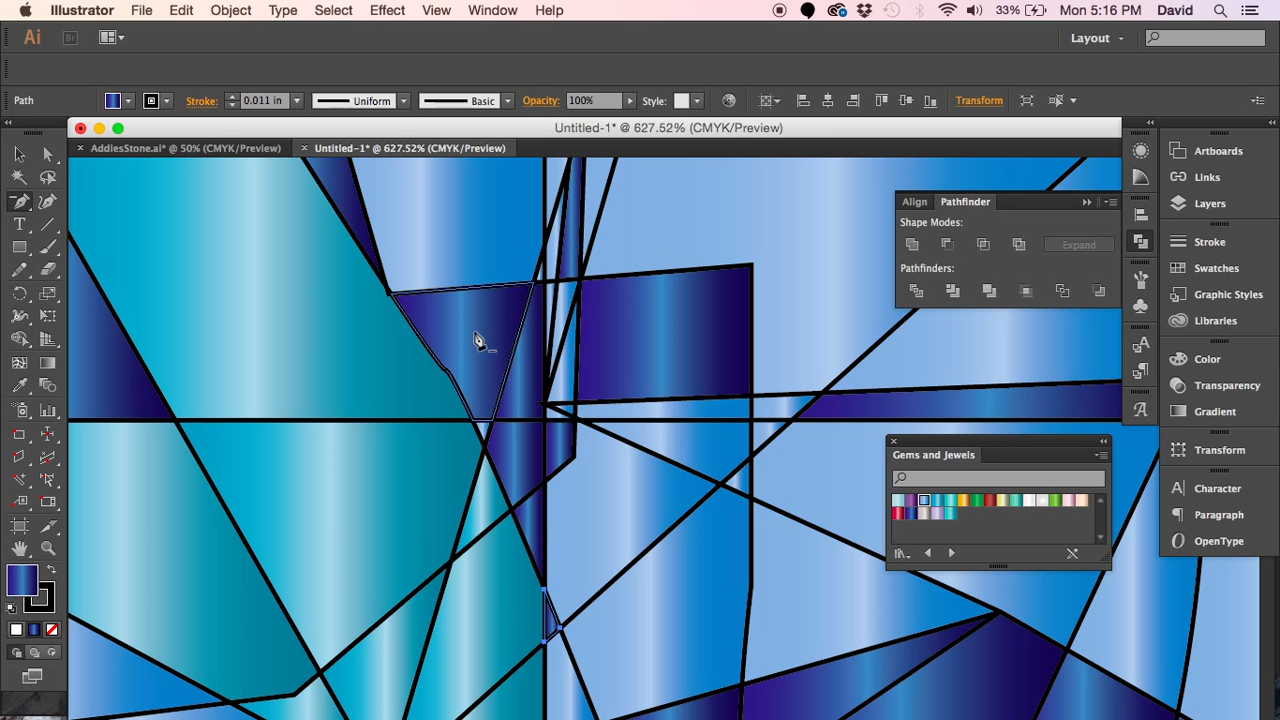 Illustrator File Edit Object Type Select Effect View Window Help 33% Mon 5:16 PM David
Ai Br Layout
Path Stroke: 0.011 in Uniform Basic Opacity: 100% Style: Transform
Untitled-1* @ 627.52% (CMYK/Preview)
AddiesStone.ai* @ 50% (CMYK/Preview) Untitled-1* @ 627.52% (CMYK/Preview)
Align Pathfinder
Shape Modes:
Expand
Pathfinders:
Gems and Jewels
Artboards
Links
Layers
Stroke
Swatches
Graphic Styles
Libraries
Color
Transparency
Gradient
Transform
Character
Paragraph
OpenType